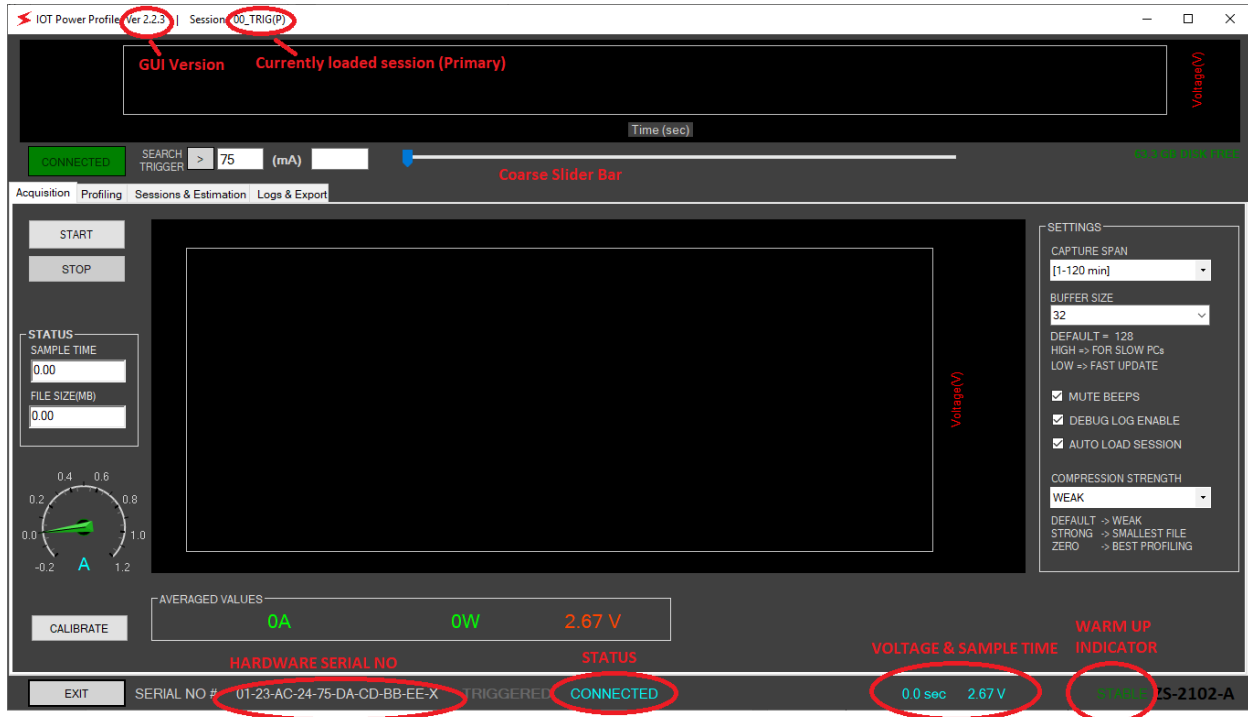 IOT Power Profiler Ver 2.2.3 | Session: 00_TRIG(P)
GUI Version
Currently loaded session (Primary)
Voltage(V)
Time (sec)
CONNECTED
SEARCH TRIGGER > 75 (mA)
63.3 GB DISK FREE
Coarse Slider Bar
Acquisition Profiling Sessions & Estimation Logs & Export
START
STOP
STATUS
SAMPLE TIME
0.00
FILE SIZE(MB)
0.00
0.4 0.6
0.2 0.8
0.0 1.0
-0.2 A 1.2
CALIBRATE
Voltage(V)
SETTINGS
CAPTURE SPAN
[1-120 min]
BUFFER SIZE
32
DEFAULT = 128
HIGH => FOR SLOW PCs
LOW => FAST UPDATE
MUTE BEEPS
DEBUG LOG ENABLE
AUTO LOAD SESSION
COMPRESSION STRENGTH
WEAK
DEFAULT -> WEAK
STRONG -> SMALLEST FILE
ZERO -> BEST PROFILING
AVERAGED VALUES
0A 0W 2.67 V
HARDWARE SERIAL NO
STATUS
VOLTAGE & SAMPLE TIME
WARM UP
INDICATOR
EXIT
SERIAL NO # 01-23-AC-24-75-DA-CD-BB-EE-X TRIGGERED CONNECTED 0.0 sec 2.67 V STABLE ZS-2102-A